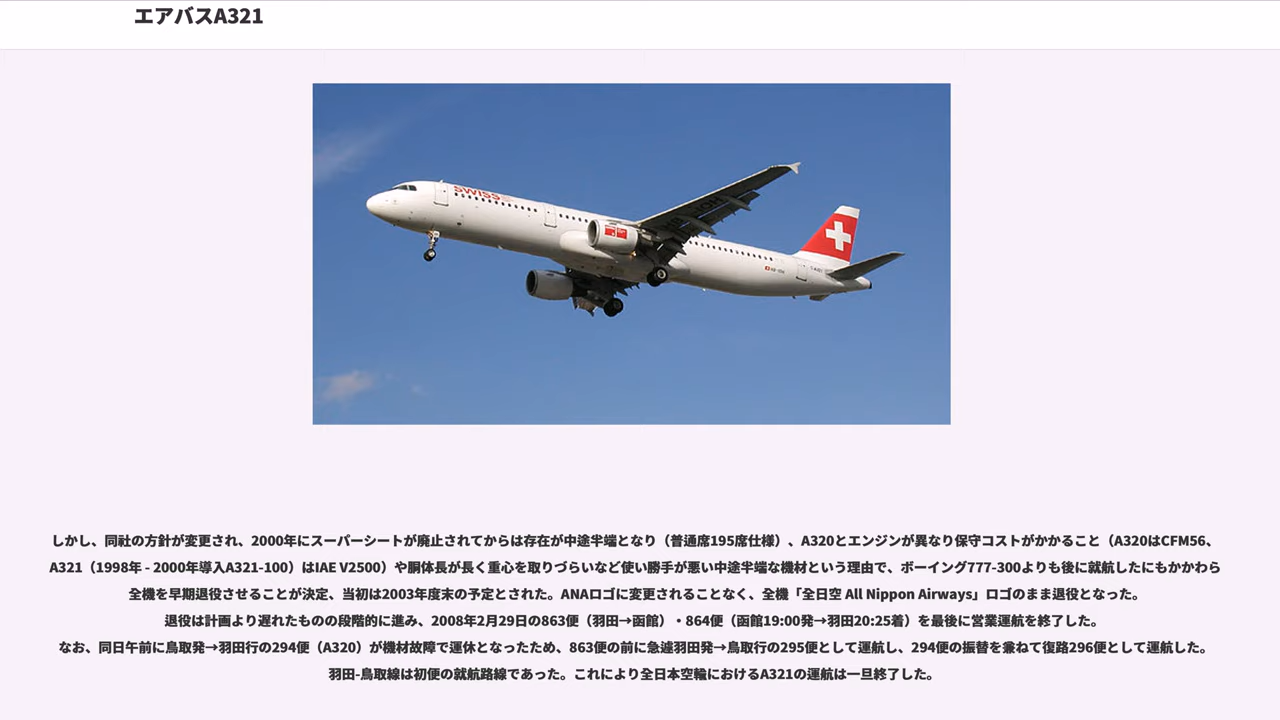 エアバスA321
SWISS
しかし、同社の方針が変更され、2000年にスーパーシートが廃止されてからは存在が中途半端となり（普通席195席仕様）、A320とエンジンが異なり保守コストがかかること（A320はCFM56、
A321（1998年 - 2000年導入A321-100）はIAE V2500）や胴体長が長く重心を取りづらいなど使い勝手が悪い中途半端な機材という理由で、ボーイング777-300よりも後に就航したにもかかわら
全機を早期退役させることが決定、当初は2003年度末の予定とされた。ANAロゴに変更されることなく、全機「全日空 All Nippon Airways」ロゴのまま退役となった。
退役は計画より遅れたものの段階的に進み、2008年2月29日の863便（羽田→函館）・864便（函館19:00発→羽田20:25着）を最後に営業運航を終了した。
なお、同日午前に鳥取発→羽田行の294便（A320）が機材故障で運休となったため、863便の前に急遽羽田発→鳥取行の295便として運航し、294便の振替を兼ねて復路296便として運航した。
羽田-鳥取線は初便の就航路線であった。これにより全日本空輸におけるA321の運航は一旦終了した。